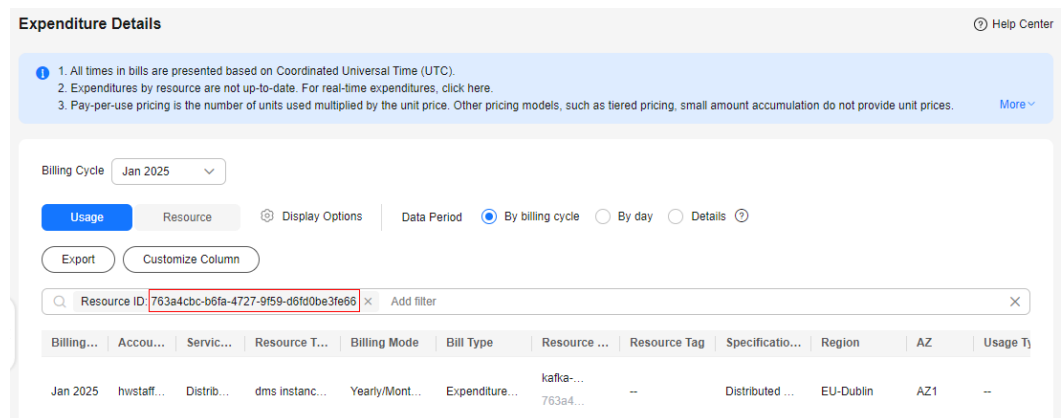 Expenditure Details
Help Center
1. All times in bills are presented based on Coordinated Universal Time (UTC).
2. Expenditures by resource are not up-to-date. For real-time expenditures, click here.
3. Pay-per-use pricing is the number of units used multiplied by the unit price. Other pricing models, such as tiered pricing, small amount accumulation do not provide unit prices. More
Billing Cycle Jan 2025
Usage Resource Display Options Data Period By billing cycle By day Details
Export Customize Column
Resource ID: 763a4cbc-b6fa-4727-9f59-d6fd0be3fe66 × Add filter
Billing... Accou... Servic... Resource T... Billing Mode Bill Type Resource ... Resource Tag Specificatio... Region AZ Usage Ty
Jan 2025 hwstaff... Distrib... dms instanc... Yearly/Mont... Expenditure... kafka-... -- Distributed ... EU-Dublin AZ1 --
763a4...